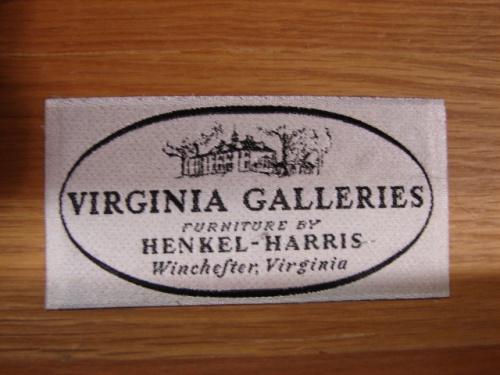 VIRGINIA GALLERIES
FURNITURE BY
HENKEL-HARRIS
Winchester, Virginia